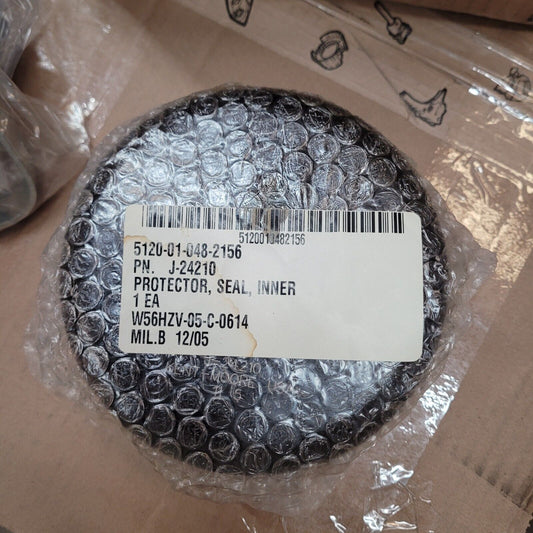 5120010482156
5120-01-048-2156
PN. J-24210
PROTECTOR, SEAL, INNER
1 EA
W56HZV-05-C-0614
MIL.B 12/05